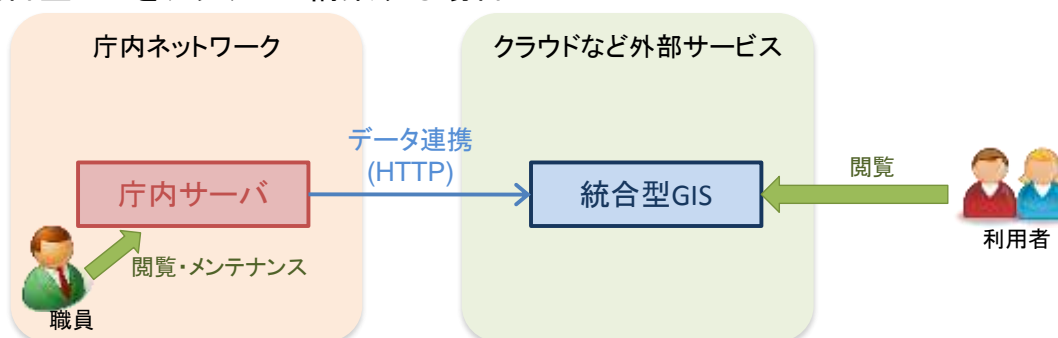 庁内ネットワーク
クラウドなど外部サービス
データ連携
(HTTP)
閲覧
庁内サーバ
統合型GIS
利用者
閲覧・メンテナンス
職員